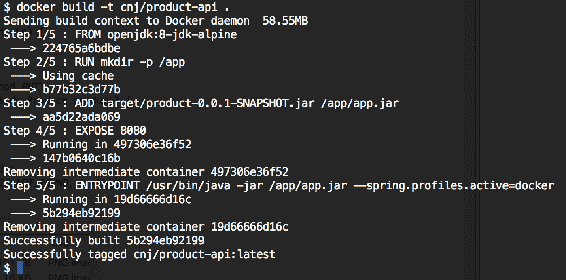 $ docker build -t cnj/product-api .
Sending build context to Docker daemon  58.55MB
Step 1/5 : FROM openjdk:8-jdk-alpine
 ---> 224765a6bdbe
Step 2/5 : RUN mkdir -p /app
 ---> Using cache
 ---> b77b32c3d77b
Step 3/5 : ADD target/product-0.0.1-SNAPSHOT.jar /app/app.jar
 ---> aa5d22ada069
Step 4/5 : EXPOSE 8080
 ---> Running in 497306e36f52
 ---> 147b0640c16b
Removing intermediate container 497306e36f52
Step 5/5 : ENTRYPOINT /usr/bin/java -jar /app/app.jar --spring.profiles.active=docker
 ---> Running in 19d66666d16c
 ---> 5b294eb92199
Removing intermediate container 19d66666d16c
Successfully built 5b294eb92199
Successfully tagged cnj/product-api:latest
$